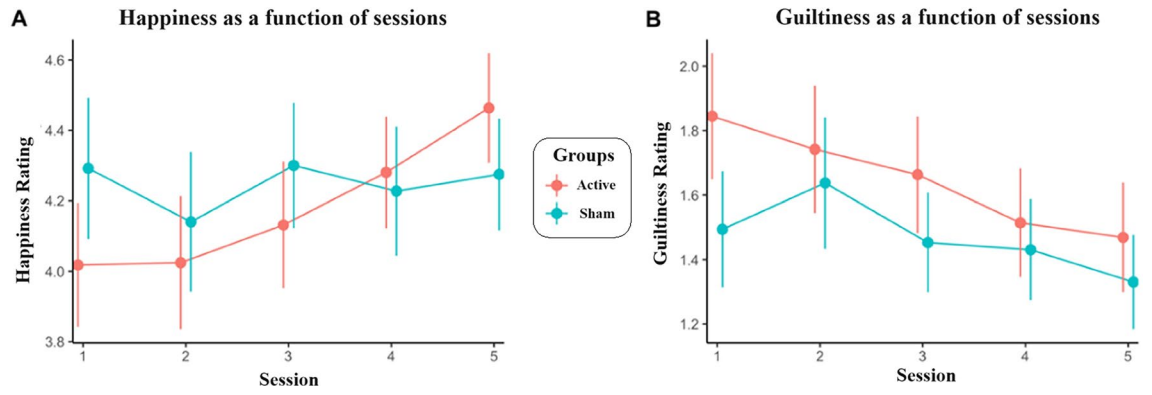 A
Happiness as a function of sessions
Happiness Rating
4.6
4.4
4.2
4.0
3.8
1 2 3 4 5
Session
Groups
Active
Sham
B
Guiltiness as a function of sessions
Guiltiness Rating
2.0
1.8
1.6
1.4
1.2
1 2 3 4 5
Session